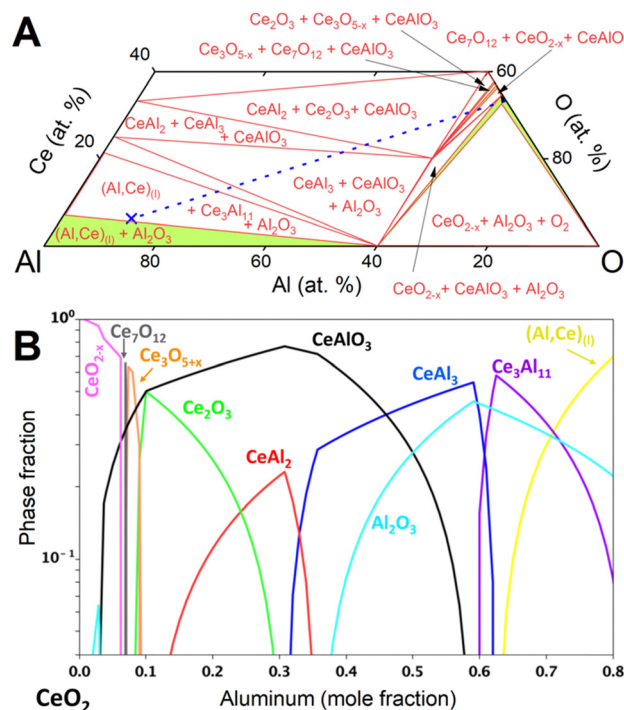 A
Ce₂O₃ + Ce₃O₅₋ₓ + CeAlO₃
Ce₃O₅₋ₓ + Ce₇O₁₂ + CeAlO₃
Ce₇O₁₂ + CeO₂₋ₓ + CeAlO
40
60
Ce (at. %)
O (at. %)
CeAl₂ + Ce₂O₃ + CeAlO₃
CeAl₂ + CeAl₃
+ CeAlO₃
20
80
(Al,Ce)₍ₗ₎
CeAl₃ + CeAlO₃
+ Al₂O₃
+ Ce₃Al₁₁
+ Al₂O₃
(Al,Ce)₍ₗ₎ + Al₂O₃
CeO₂₋ₓ + Al₂O₃ + O₂
Al
O
80
60
40
20
Al (at. %)
CeO₂₋ₓ + CeAlO₃ + Al₂O₃
B
10⁰
10⁻¹
Phase fraction
CeO₂₋ₓ
Ce₇O₁₂
Ce₃O₅₊ₓ
Ce₂O₃
CeAlO₃
CeAl₂
CeAl₃
Al₂O₃
Ce₃Al₁₁
(Al,Ce)₍ₗ₎
0.1
0.2
0.3
0.4
0.5
0.6
0.7
0.8
CeO₂
Aluminum (mole fraction)